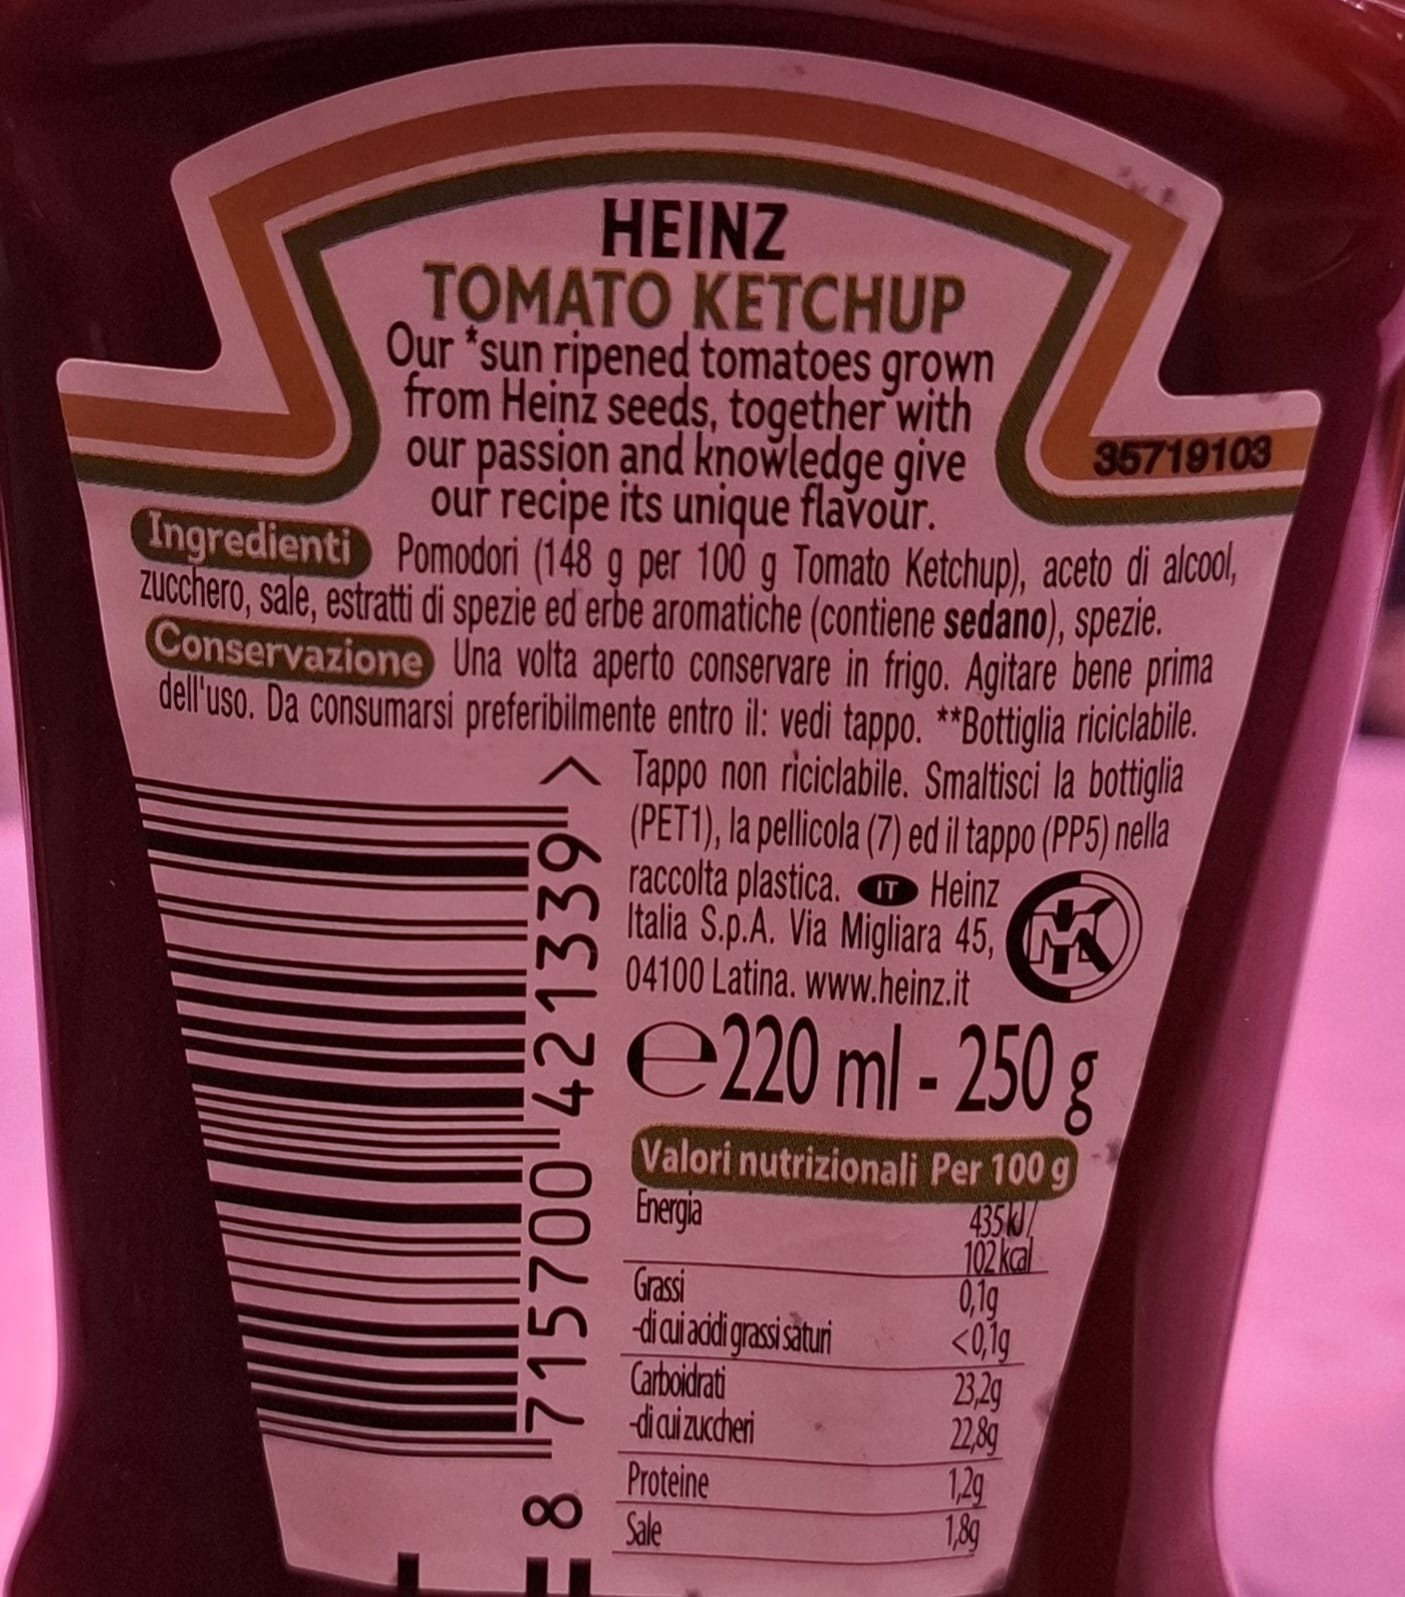 HEINZ
TOMATO KETCHUP
Our *sun ripened tomatoes grown
from Heinz seeds, together with
our passion and knowledge give
our recipe its unique flavour.
35719103
Ingredienti Pomodori (148 g per 100 g Tomato Ketchup), aceto di alcool,
zucchero, sale, estratti di spezie ed erbe aromatiche (contiene sedano), spezie.
Conservazione Una volta aperto conservare in frigo. Agitare bene prima
dell'uso. Da consumarsi preferibilmente entro il: vedi tappo. **Bottiglia riciclabile.
Tappo non riciclabile. Smaltisci la bottiglia
(PET1), la pellicola (7) ed il tappo (PP5) nella
raccolta plastica. IT Heinz
Italia S.p.A. Via Migliara 45,
04100 Latina. www.heinz.it
K
e 220 ml - 250 g
8 715700 421339 >
Valori nutrizionali Per 100 g
Energia 435 kJ/
102 kcal
Grassi 0,1g
-di cui acidi grassi saturi <0,1g
Carboidrati 23,2g
-di cui zuccheri 22,8g
Proteine 1,2g
Sale 1,8g